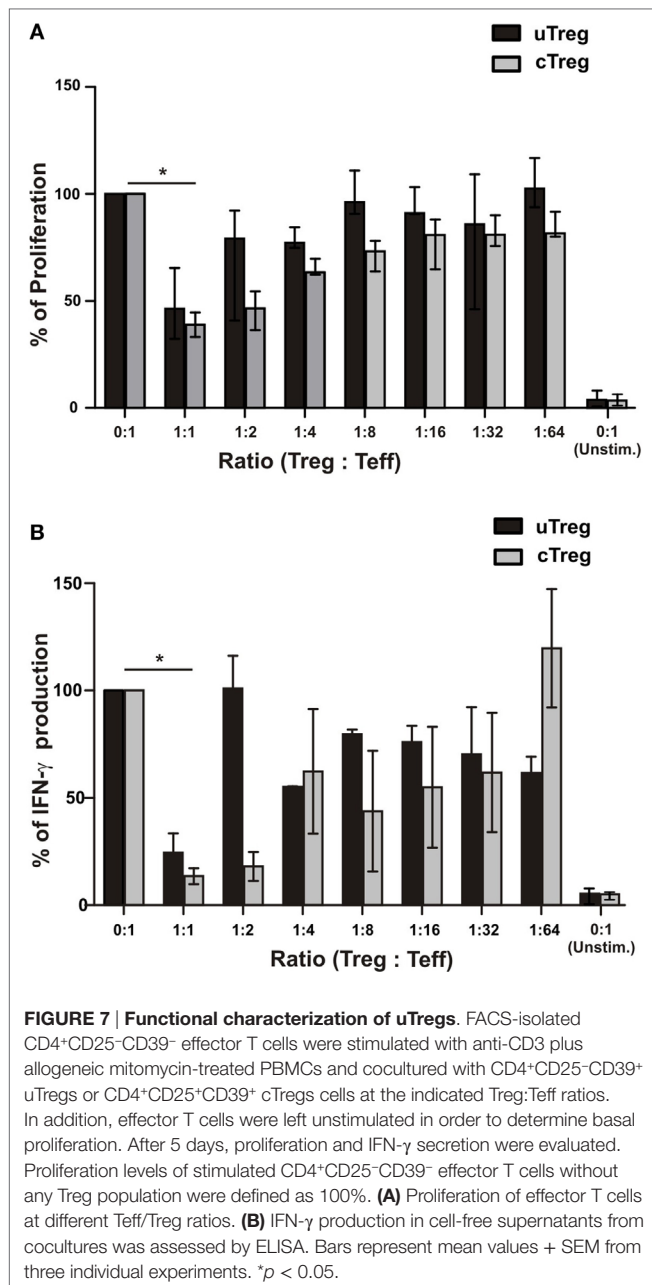 A
uTreg
cTreg
150
100
50
0
*
% of Proliferation
0:1 1:1 1:2 1:4 1:8 1:16 1:32 1:64 0:1
(Unstim.)
Ratio (Treg : Teff)
B
uTreg
cTreg
150
100
50
0
*
% of IFN-γ production
0:1 1:1 1:2 1:4 1:8 1:16 1:32 1:64 0:1
(Unstim.)
Ratio (Treg : Teff)
FIGURE 7 | Functional characterization of uTregs. FACS-isolated
CD4⁺CD25⁻CD39⁻ effector T cells were stimulated with anti-CD3 plus
allogeneic mitomycin-treated PBMCs and cocultured with CD4⁺CD25⁻CD39⁺
uTregs or CD4⁺CD25⁺CD39⁺ cTregs cells at the indicated Treg:Teff ratios.
In addition, effector T cells were left unstimulated in order to determine basal
proliferation. After 5 days, proliferation and IFN-γ secretion were evaluated.
Proliferation levels of stimulated CD4⁺CD25⁻CD39⁻ effector T cells without
any Treg population were defined as 100%. (A) Proliferation of effector T cells
at different Teff/Treg ratios. (B) IFN-γ production in cell-free supernatants from
cocultures was assessed by ELISA. Bars represent mean values + SEM from
three individual experiments. *p < 0.05.